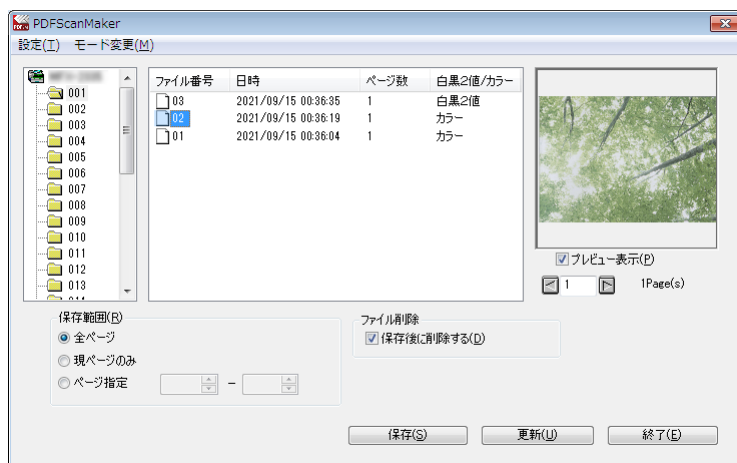 PDFScanMaker
設定(T) モード変更(M)
001
002
003
004
005
006
007
008
009
010
011
012
013
ファイル番号 日時 ページ数 白黒2値/カラー
03 2021/09/15 00:36:35 1 白黒2値
02 2021/09/15 00:36:19 1 カラー
01 2021/09/15 00:36:04 1 カラー
プレビュー表示(P)
1 1Page(s)
保存範囲(R)
全ページ
現ページのみ
ページ指定 -
ファイル削除
保存後に削除する(D)
保存(S) 更新(U) 終了(E)